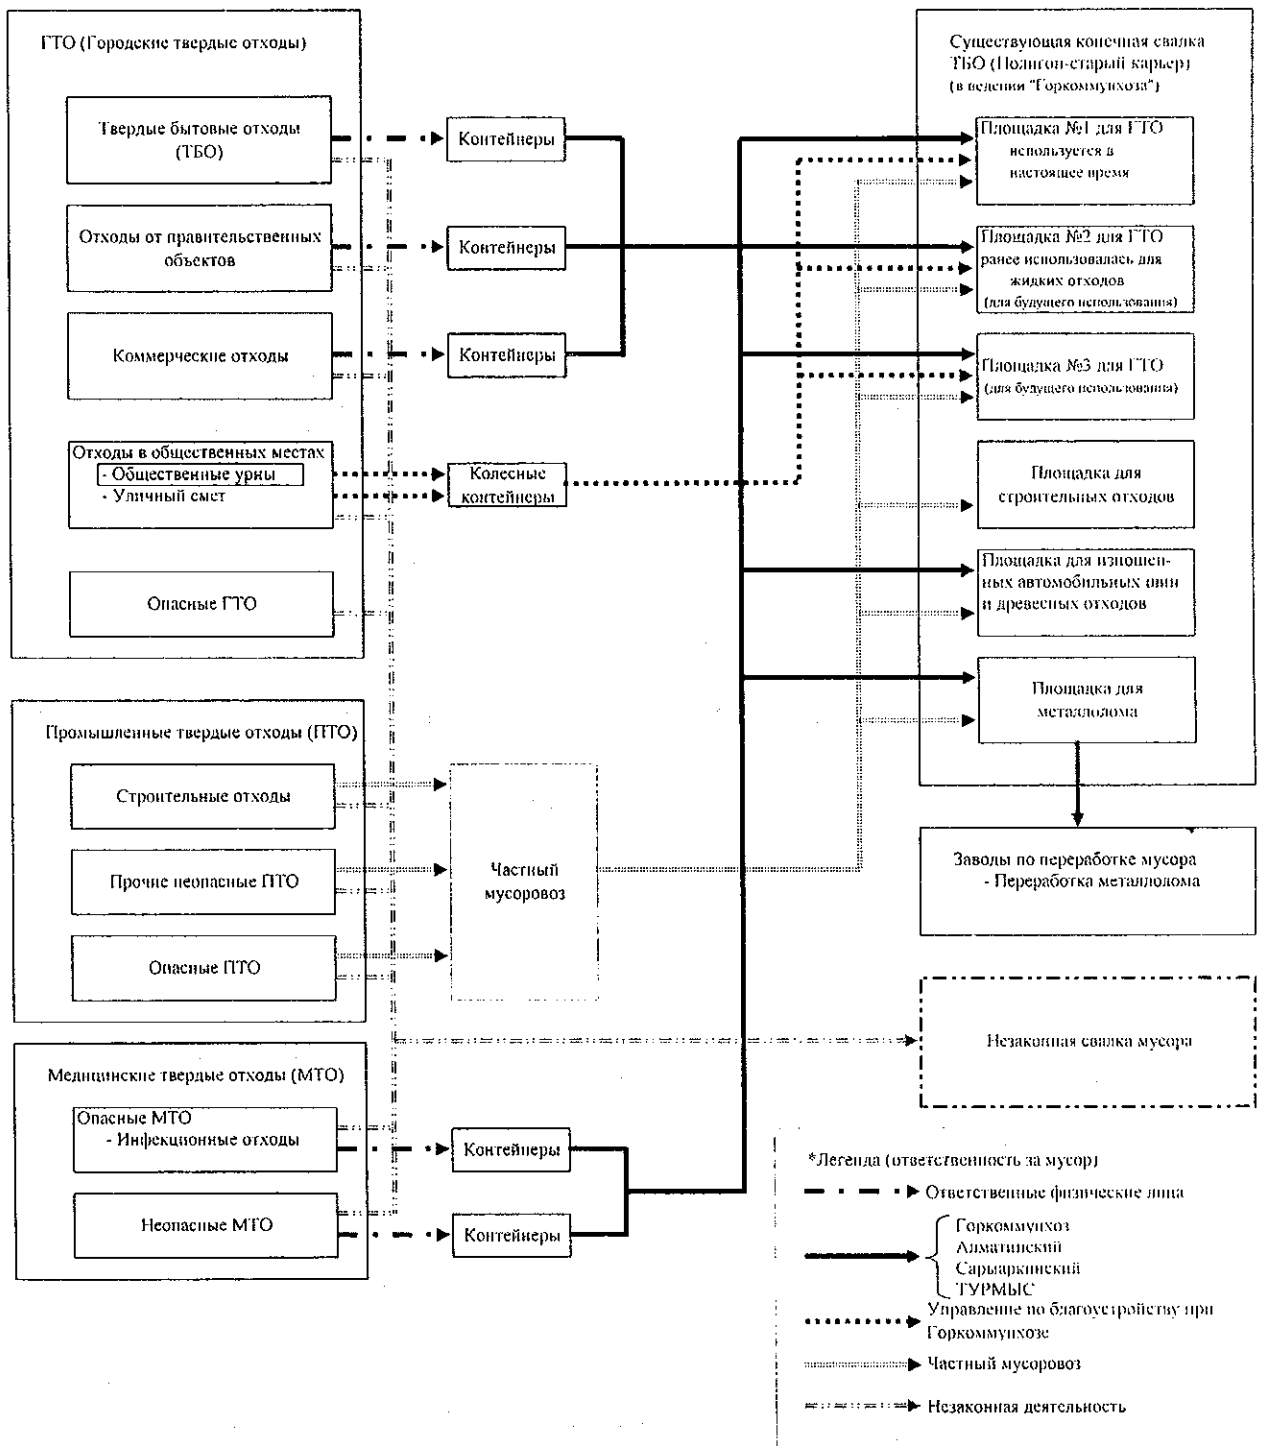 ГТО (Городские твердые отходы)
Твердые бытовые отходы
(ТБО)
Отходы от правительственных
объектов
Коммерческие отходы
Отходы в общественных местах
- Общественные урны
- Уличный смет
Опасные ГТО
Промышленные твердые отходы (ПТО)
Строительные отходы
Прочие неопасные ПТО
Опасные ПТО
Медицинские твердые отходы (МТО)
Опасные МТО
- Инфекционные отходы
Неопасные МТО
Контейнеры
Контейнеры
Контейнеры
Колесные
контейнеры
Частный
мусоровоз
Контейнеры
Контейнеры
Существующая конечная свалка
ТБО (Полигон-старый карьер)
(в ведении "Горкоммунхоза")
Площадка №1 для ГТО
используется в
настоящее время
Площадка №2 для ГТО
ранее использовалась для
жидких отходов
(для будущего использования)
Площадка №3 для ГТО
(для будущего использования)
Площадка для
строительных отходов
Площадка для изношен-
ных автомобильных шин
и древесных отходов
Площадка для
металлолома
Заводы по переработке мусора
- Переработка металлолома
Незаконная свалка мусора
*Легенда (ответственность за мусор)
Ответственные физические лица
Горкоммунхоз
Алматинский
Сарыаркинский
ТУРМЫС
Управление по благоустройству при
Горкоммунхозе
Частный мусоровоз
Незаконная деятельность